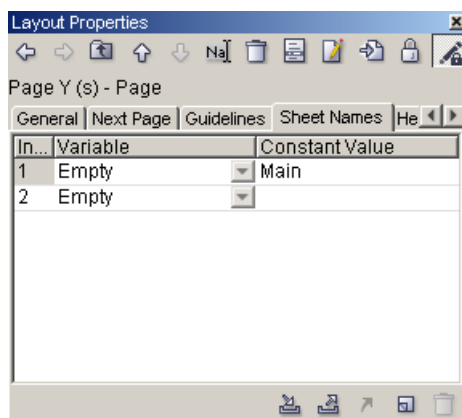 Layout Properties
Na
Page Y (s) - Page
General Next Page Guidelines Sheet Names He
In... Variable Constant Value
1 Empty Main
2 Empty